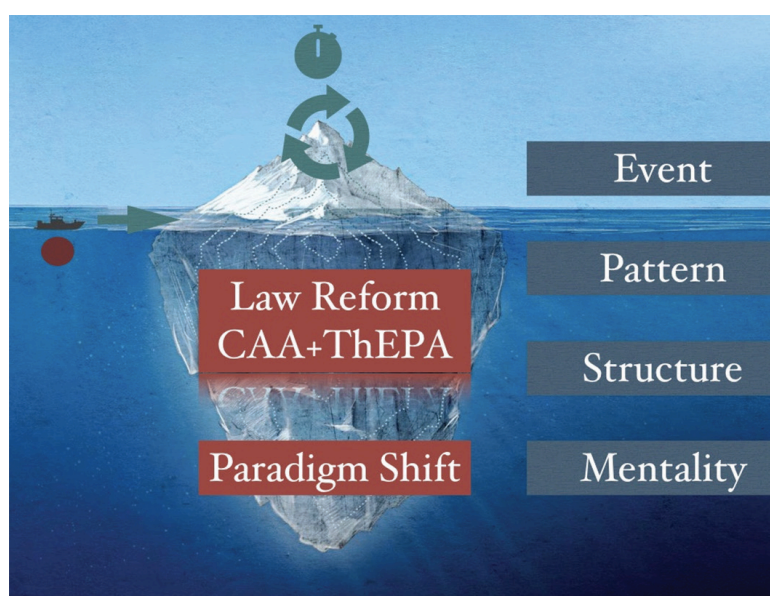 Event
Pattern
Law Reform
CAA+ThEPA
Structure
Paradigm Shift
Mentality